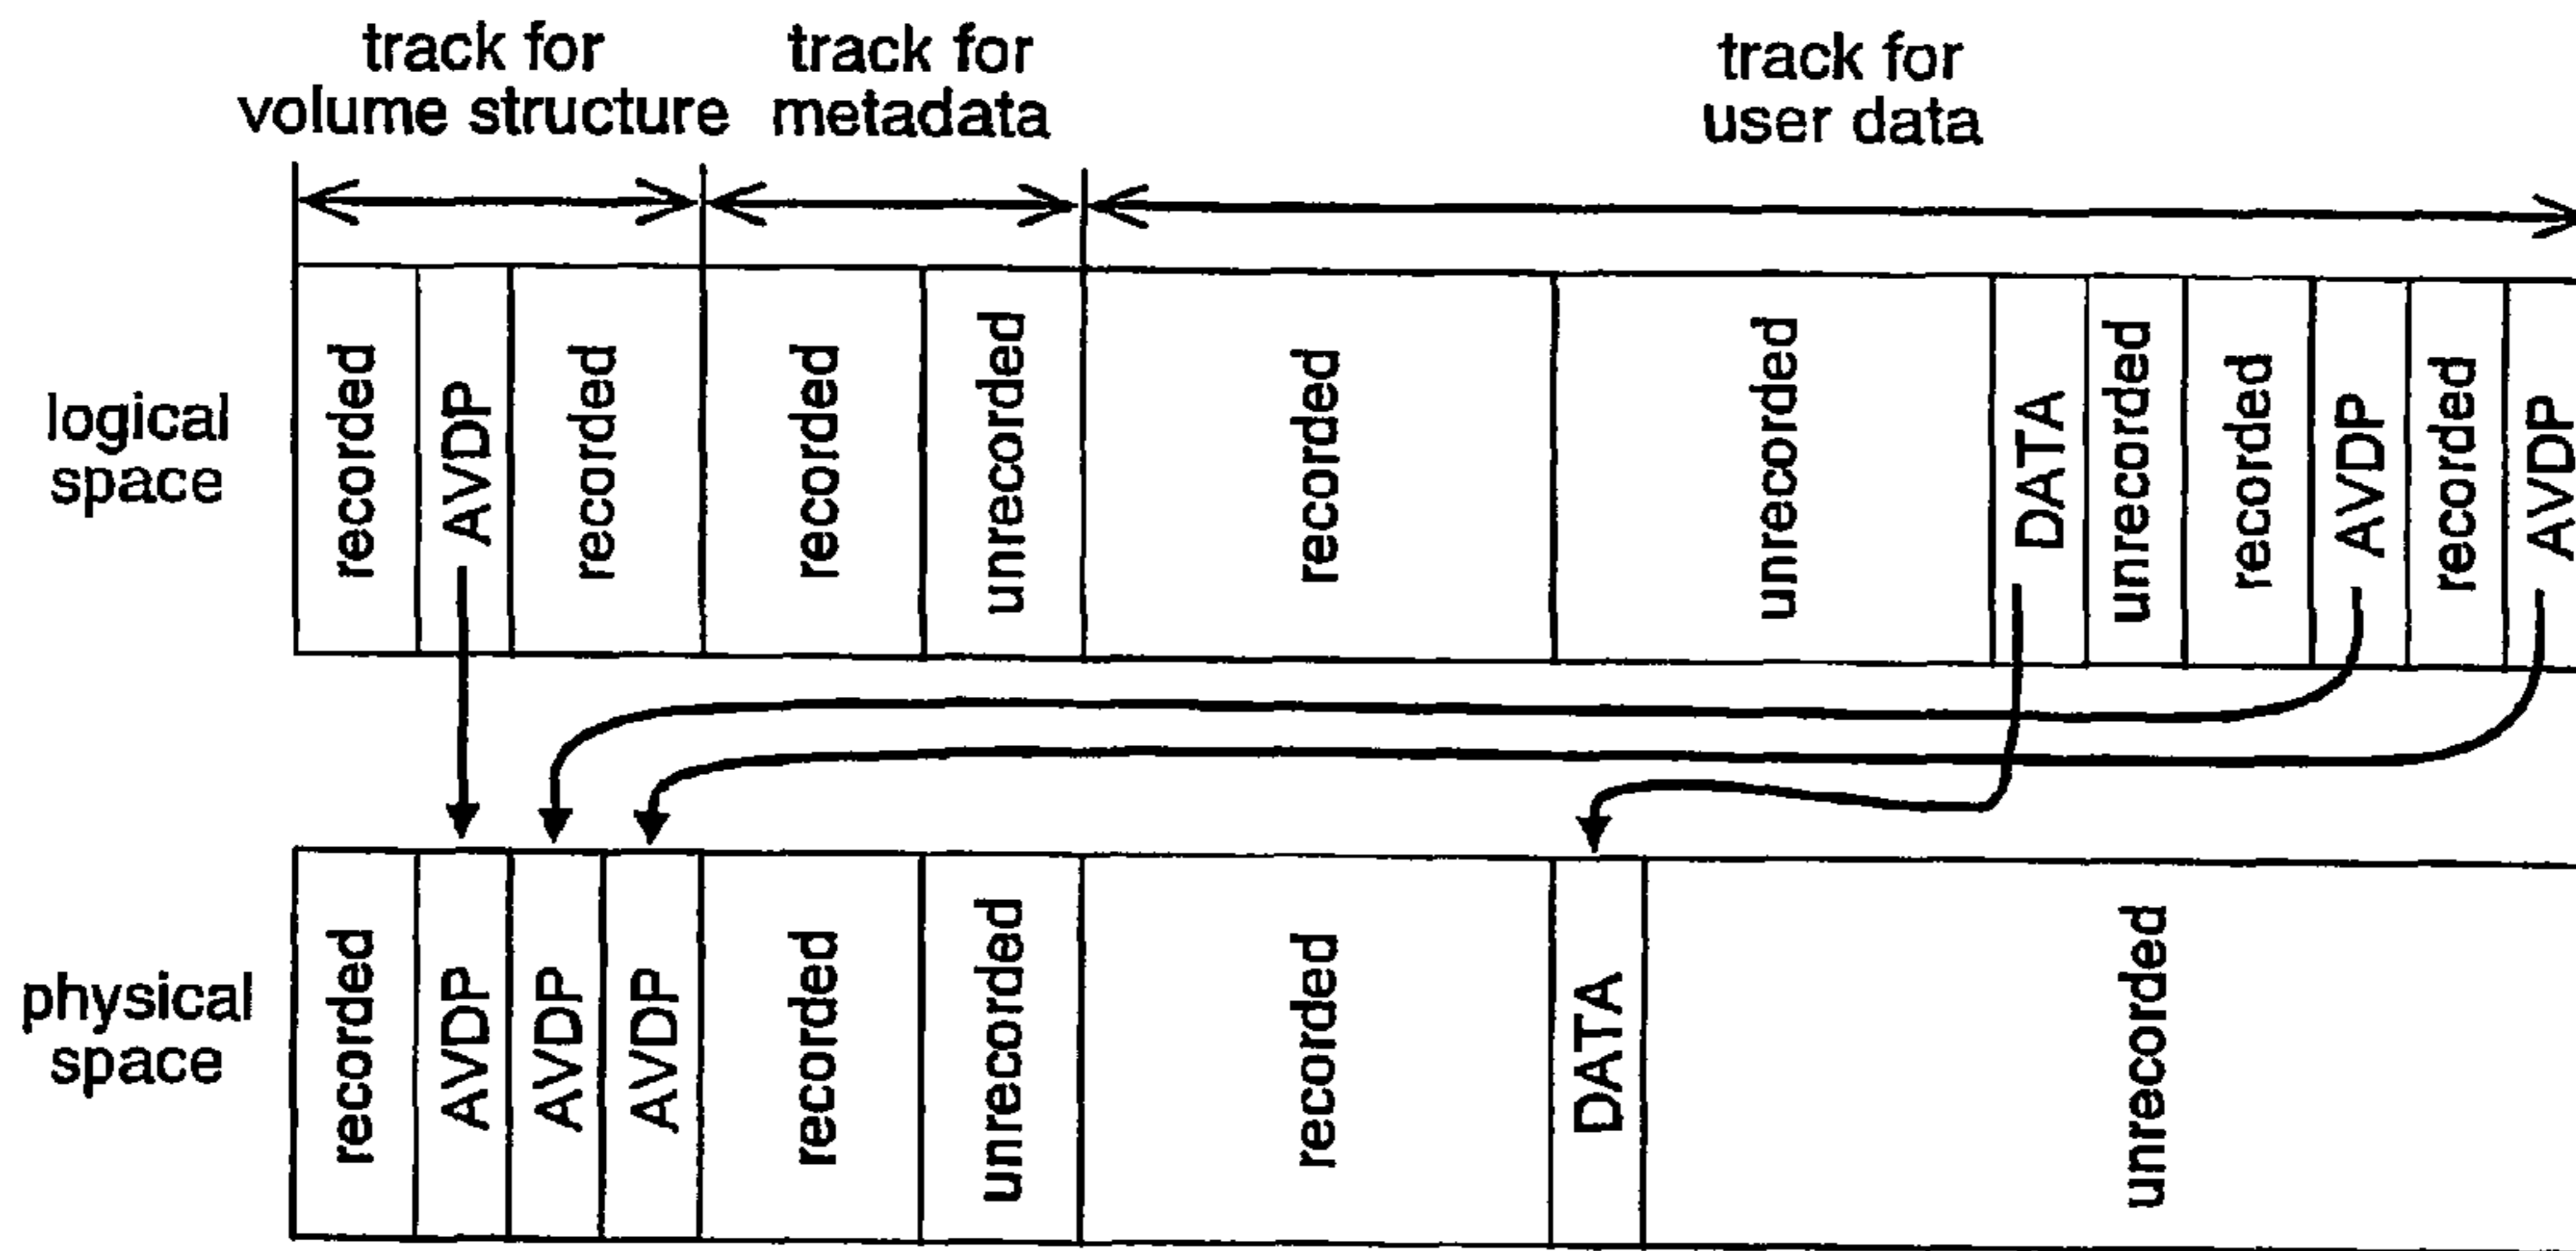 track for
volume structure
track for
metadata
track for
user data
logical
space
recorded
AVDP
recorded
recorded
unrecorded
recorded
unrecorded
DATA
unrecorded
recorded
AVDP
recorded
AVDP
physical
space
recorded
AVDP
AVDP
AVDP
recorded
unrecorded
recorded
DATA
unrecorded